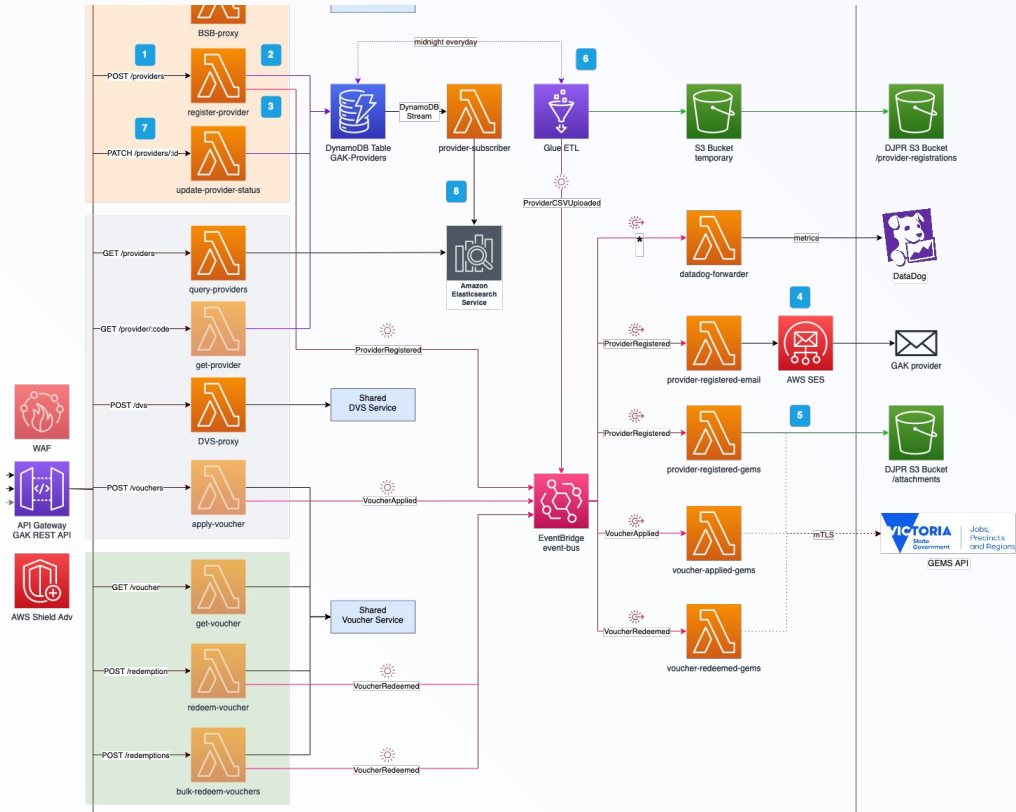 BSB-proxy
midnight everyday
1
2
6
POST /providers
register-provider
3
DynamoDB
Stream
DynamoDB Table
GAK-Providers
provider-subscriber
Glue ETL
S3 Bucket
temporary
DJPR S3 Bucket
/provider-registrations
7
PATCH /providers/:id
update-provider-status
8
ProviderCSVUploaded
GET /providers
query-providers
Amazon
Elasticsearch
Service
*
datadog-forwarder
metrics
DataDog
4
GET /provider/:code
get-provider
ProviderRegistered
ProviderRegistered
provider-registered-email
AWS SES
GAK provider
POST /dvs
DVS-proxy
Shared
DVS Service
5
ProviderRegistered
provider-registered-gems
DJPR S3 Bucket
/attachments
WAF
API Gateway
GAK REST API
POST /vouchers
apply-voucher
VoucherApplied
EventBridge
event-bus
VoucherApplied
voucher-applied-gems
mTLS
VICTORIA
State
Government
Jobs,
Precincts
and Regions
GEMS API
AWS Shield Adv
GET /voucher
get-voucher
Shared
Voucher Service
VoucherRedeemed
voucher-redeemed-gems
POST /redemption
redeem-voucher
VoucherRedeemed
POST /redemptions
bulk-redeem-vouchers
VoucherRedeemed